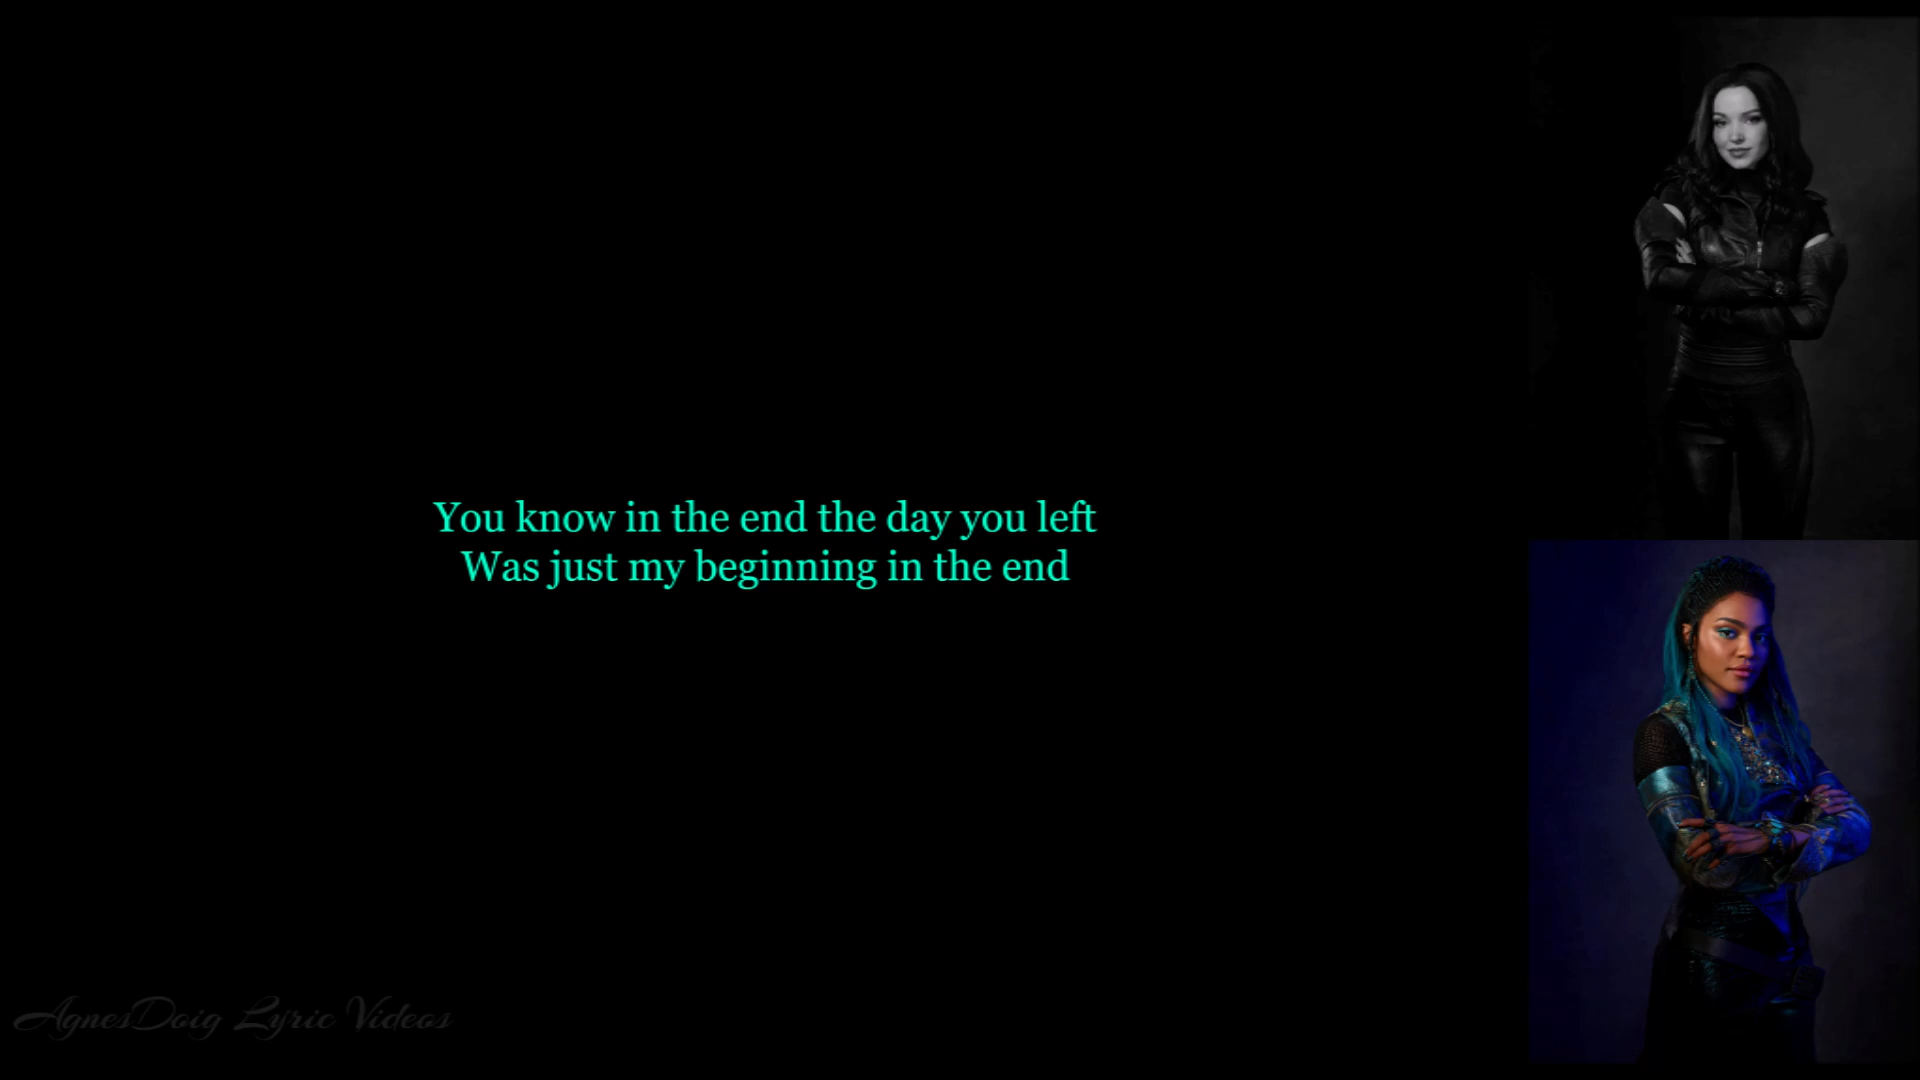 You know in the end the day you left
Was just my beginning in the end
AgnesDoig Lyric Videos